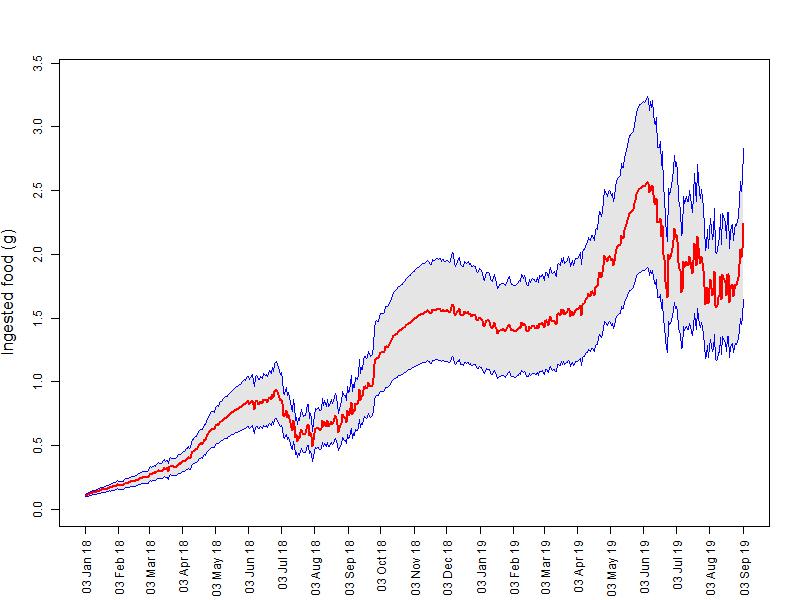 Ingested food (g)
3.5
3.0
2.5
2.0
1.5
1.0
0.5
0.0
03 Jan 18
03 Feb 18
03 Mar 18
03 Apr 18
03 May 18
03 Jun 18
03 Jul 18
03 Aug 18
03 Sep 18
03 Oct 18
03 Nov 18
03 Dec 18
03 Jan 19
03 Feb 19
03 Mar 19
03 Apr 19
03 May 19
03 Jun 19
03 Jul 19
03 Aug 19
03 Sep 19